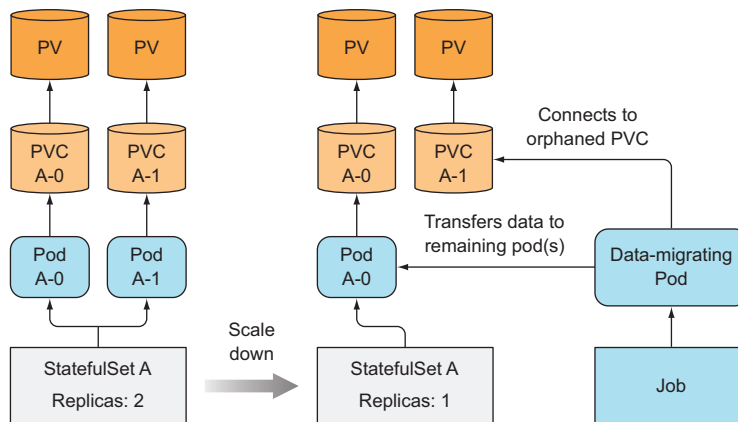 PV
PV
PV
PV
PVC
A-0
PVC
A-1
PVC
A-0
PVC
A-1
Connects to
orphaned PVC
Pod
A-0
Pod
A-1
Pod
A-0
Transfers data to
remaining pod(s)
Data-migrating
Pod
StatefulSet A
Replicas: 2
Scale
down
StatefulSet A
Replicas: 1
Job